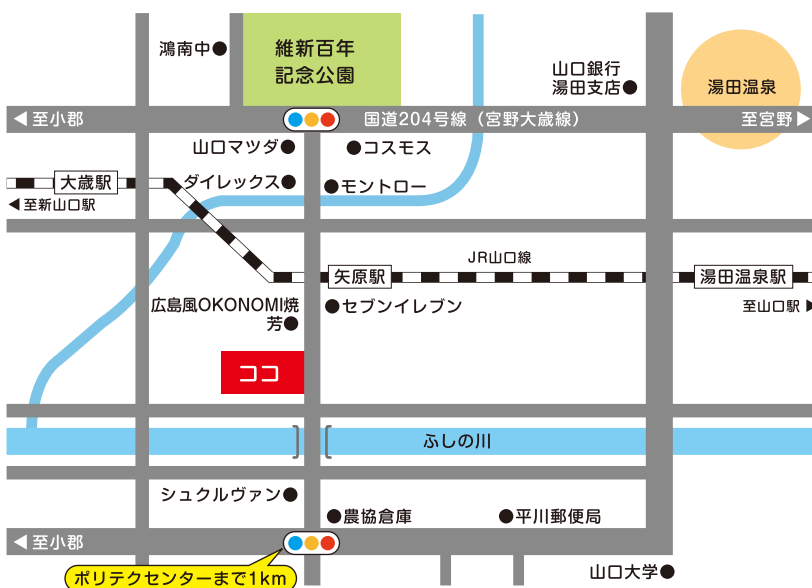 鴻南中
維新百年
記念公園
山口銀行
湯田支店
湯田温泉
◀至小郡
国道204号線(宮野大歳線)
至宮野▶
山口マツダ
コスモス
大歳駅
ダイレックス
モントロー
◀至新山口駅
JR山口線
矢原駅
湯田温泉駅
広島風OKONOMI焼
芳
セブンイレブン
至山口駅▶
ココ
ふしの川
シュクルヴァン
農協倉庫
平川郵便局
◀至小郡
ポリテクセンターまで1km
山口大学